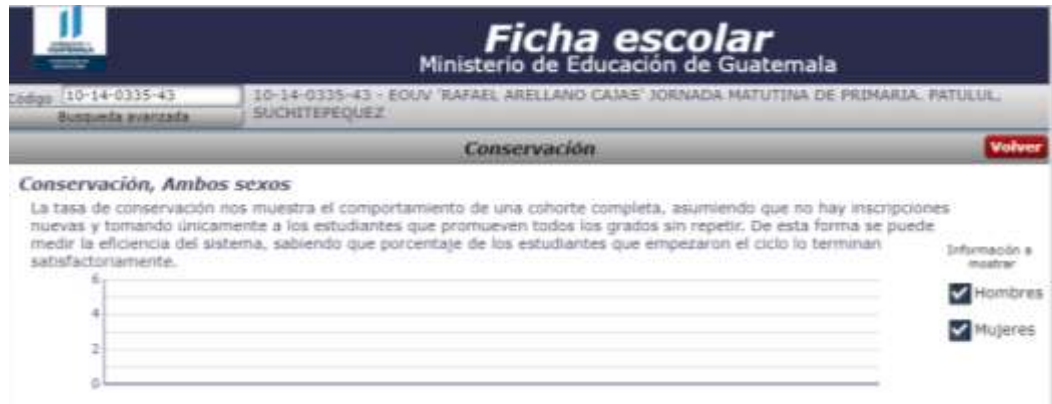 Ficha escolar
Ministerio de Educación de Guatemala
Código 10-14-0335-43
10-14-0335-43 - EOUV 'RAFAEL ARELLANO CAJAS' JORNADA MATUTINA DE PRIMARIA. PATULUL,
Busqueda avanzada
SUCHITEPEQUEZ
Conservación
Volver
Conservación, Ambos sexos
La tasa de conservación nos muestra el comportamiento de una cohorte completa, asumiendo que no hay inscripciones
nuevas y tomando únicamente a los estudiantes que promueven todos los grados sin repetir. De esta forma se puede
medir la eficiencia del sistema, sabiendo que porcentaje de los estudiantes que empezaron el ciclo lo terminan
satisfactoriamente.
Información a
mostrar
Hombres
Mujeres
6
4
2
0